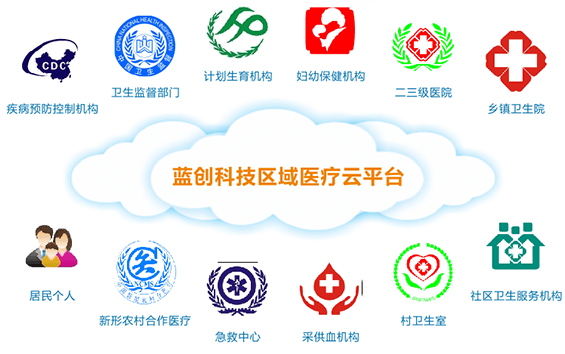 CDC
CHINA NATIONAL HEALTH INSPECTION
中国卫生监督
疾病预防控制机构
卫生监督部门
计划生育机构
妇幼保健机构
二三级医院
乡镇卫生院
蓝创科技区域医疗云平台
居民个人
新形农村合作医疗
急救中心
采供血机构
村卫生室
社区卫生服务机构